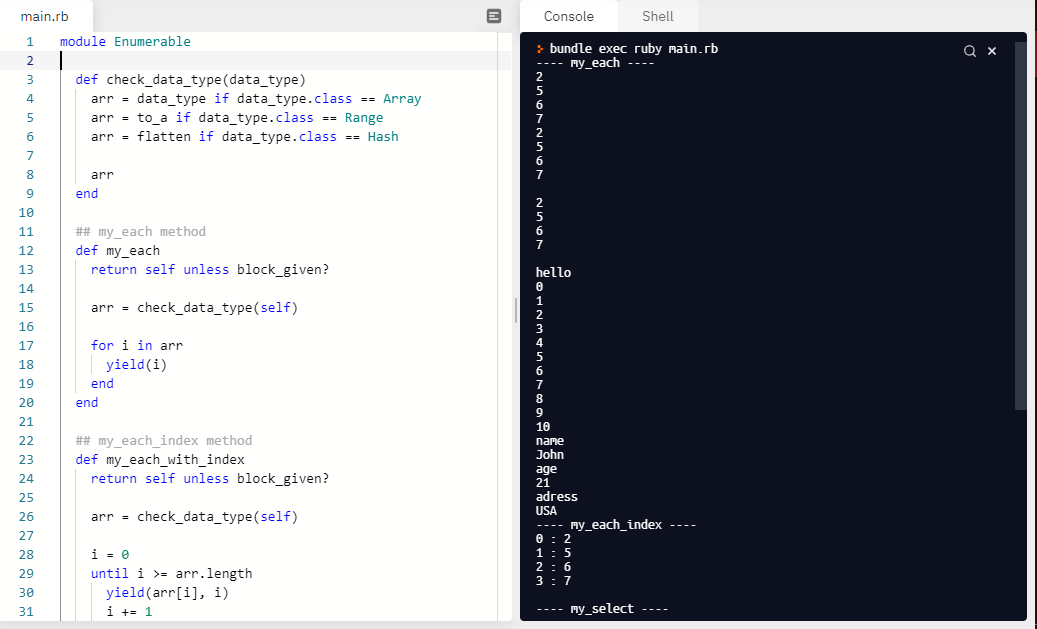 main.rb
1 module Enumerable
2
3 def check_data_type(data_type)
4 arr = data_type if data_type.class == Array
5 arr = to_a if data_type.class == Range
6 arr = flatten if data_type.class == Hash
7
8 arr
9 end
10
11 ## my_each method
12 def my_each
13 return self unless block_given?
14
15 arr = check_data_type(self)
16
17 for i in arr
18 yield(i)
19 end
20 end
21
22 ## my_each_index method
23 def my_each_with_index
24 return self unless block_given?
25
26 arr = check_data_type(self)
27
28 i = 0
29 until i >= arr.length
30 yield(arr[i], i)
31 i += 1
Console Shell
bundle exec ruby main.rb
---- my_each ----
2
5
6
7
2
5
6
7
2
5
6
7
hello
0
1
2
3
4
5
6
7
8
9
10
name
John
age
21
adress
USA
---- my_each_index ----
0 : 2
1 : 5
2 : 6
3 : 7
---- my_select ----